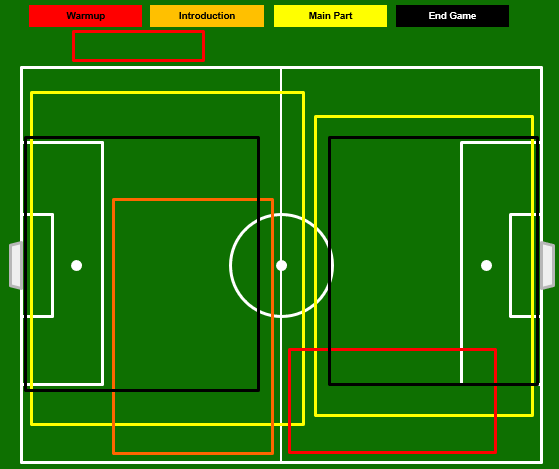 Warmup
Introduction
Main Part
End Game